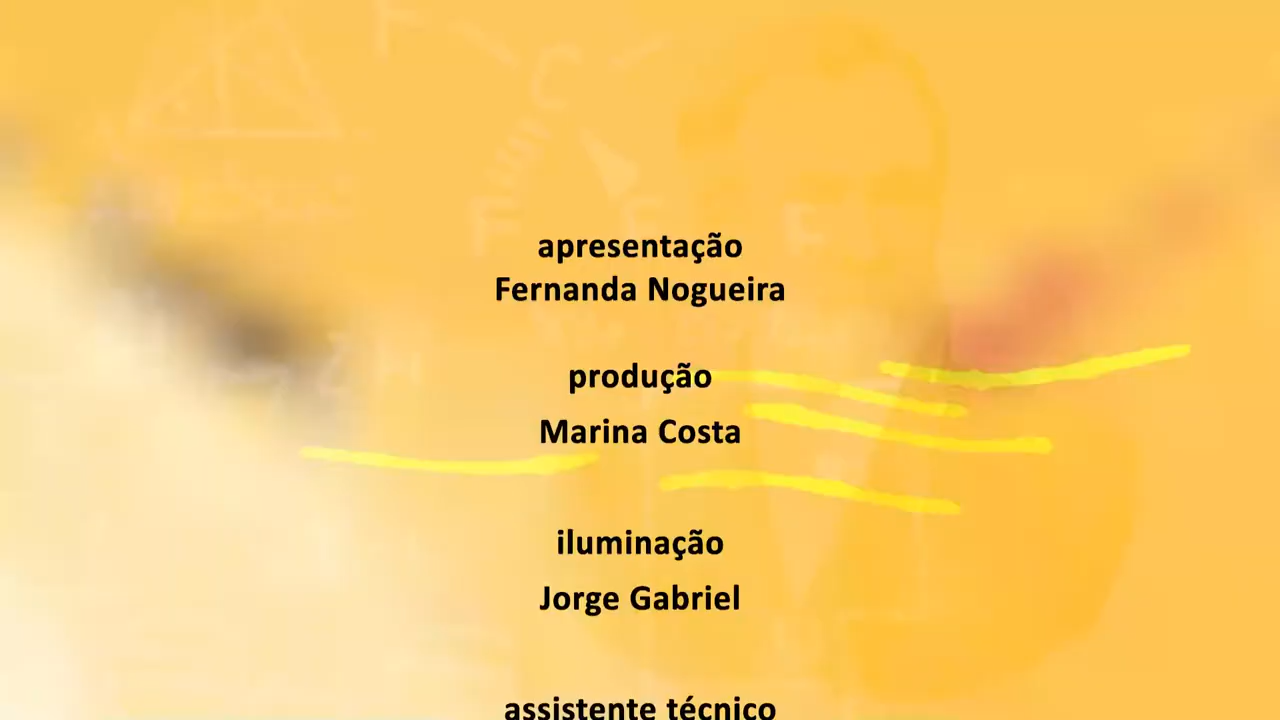 apresentação
Fernanda Nogueira
produção
Marina Costa
iluminação
Jorge Gabriel
assistente técnico